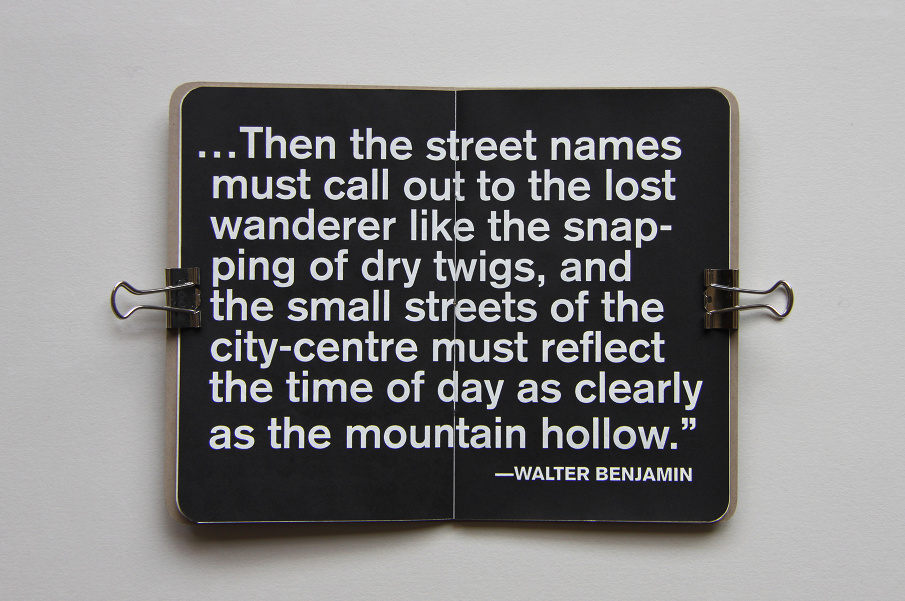 …Then the street names
must call out to the lost
wanderer like the snap-
ping of dry twigs, and
the small streets of the
city-centre must reflect
the time of day as clearly
as the mountain hollow.”
—WALTER BENJAMIN